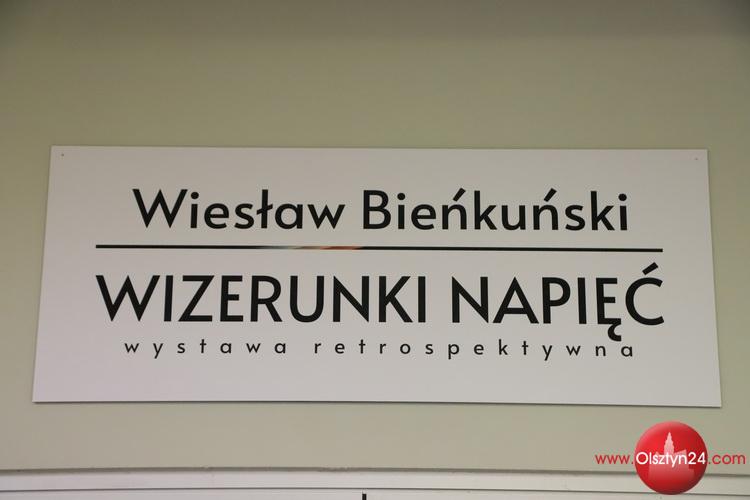 Wiesław Bieńkuński
WIZERUNKI NAPIĘĆ
wystawa retrospektywna
www.Olsztyn24.com